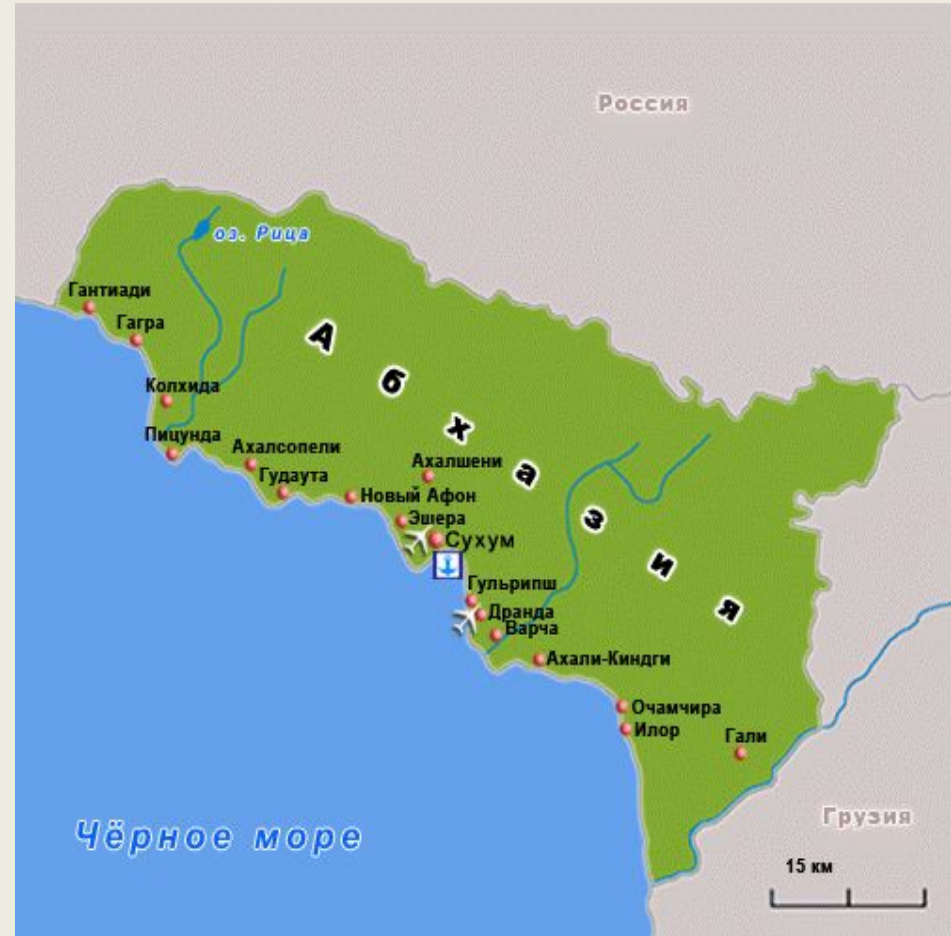 Россия
оз. Рица
Гантиади
Гагра
Абхазия
Колхида
Пицунда
Ахалсопели
Ахалшени
Гудаута
Новый Афон
Эшера
Сухум
Гульрипш
Дранда
Варча
Ахали-Киндги
Очамчира
Илор
Гали
Чёрное море
Грузия
15 км